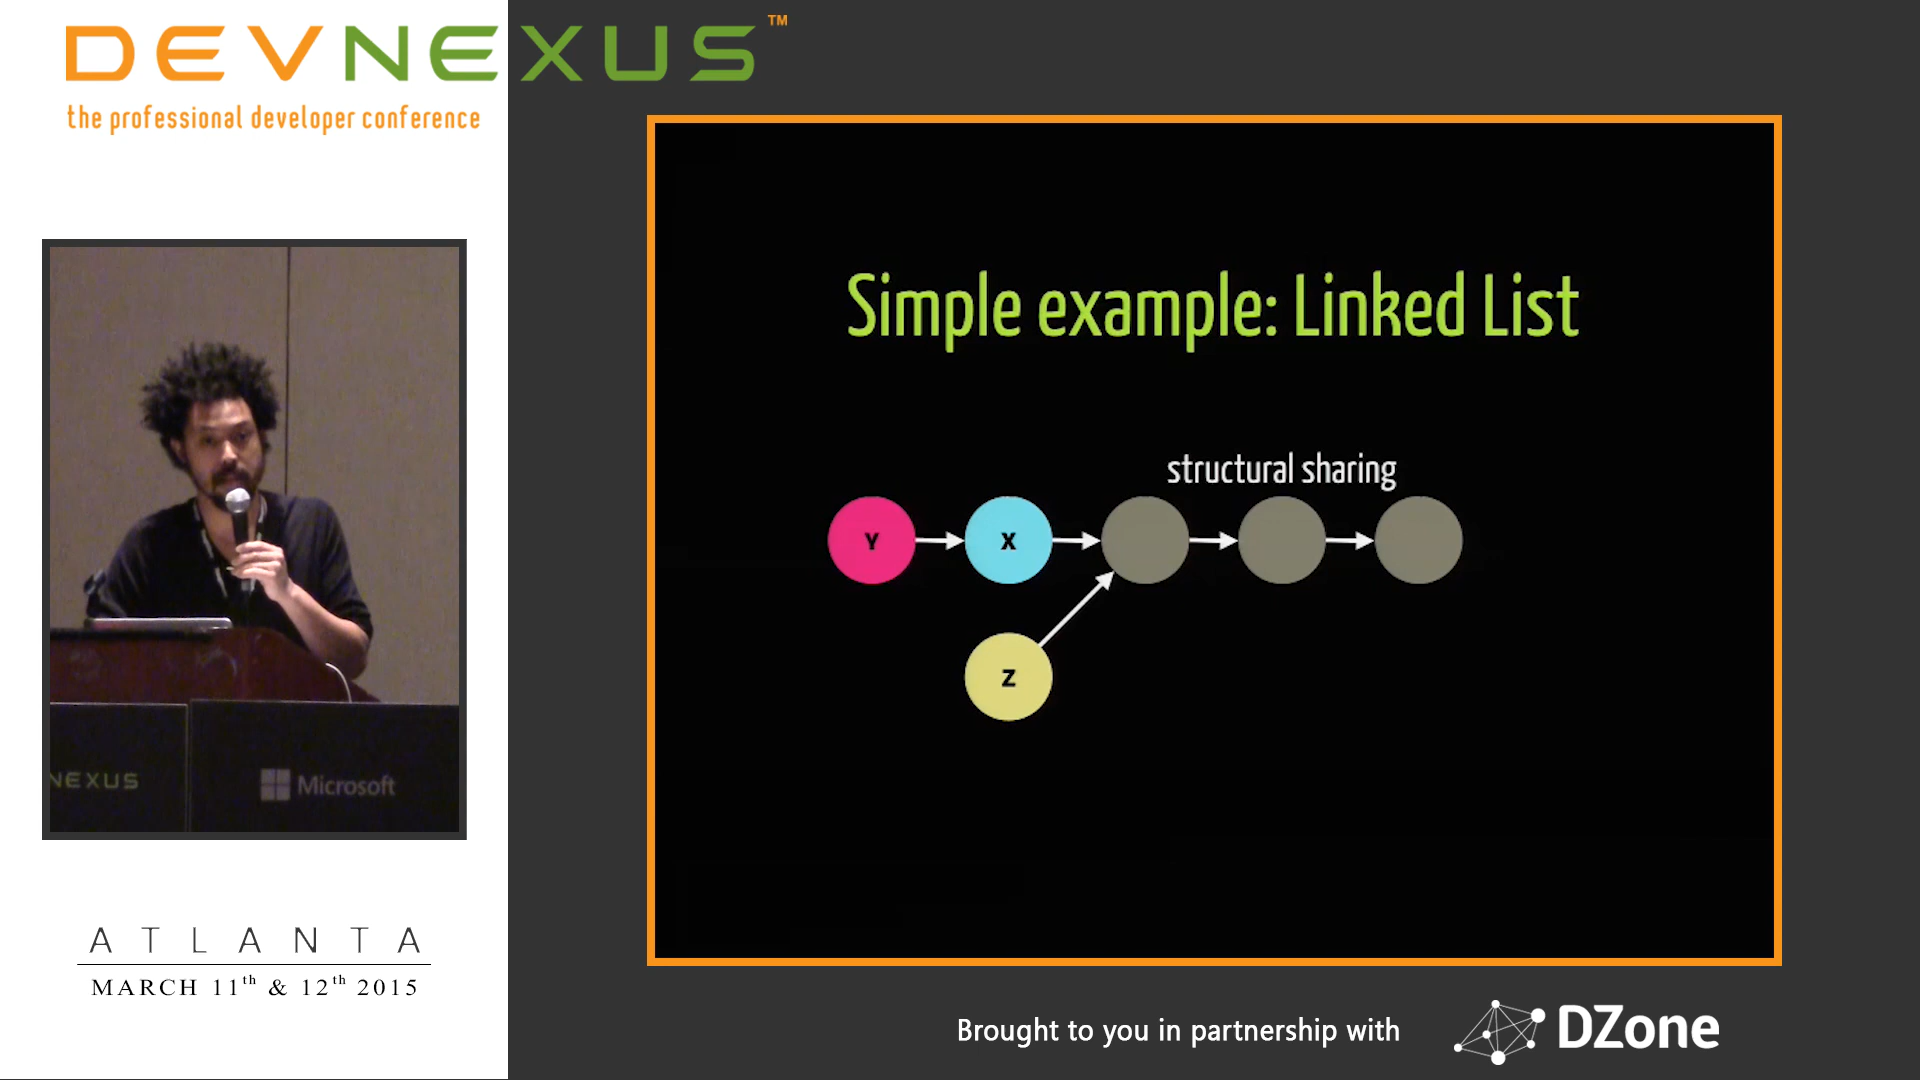 DEVNEXUS™
the professional developer conference
Simple example: Linked List
structural sharing
Y
X
Z
NEXUS
Microsoft
ATLANTA
MARCH 11th & 12th 2015
Brought to you in partnership with
DZone